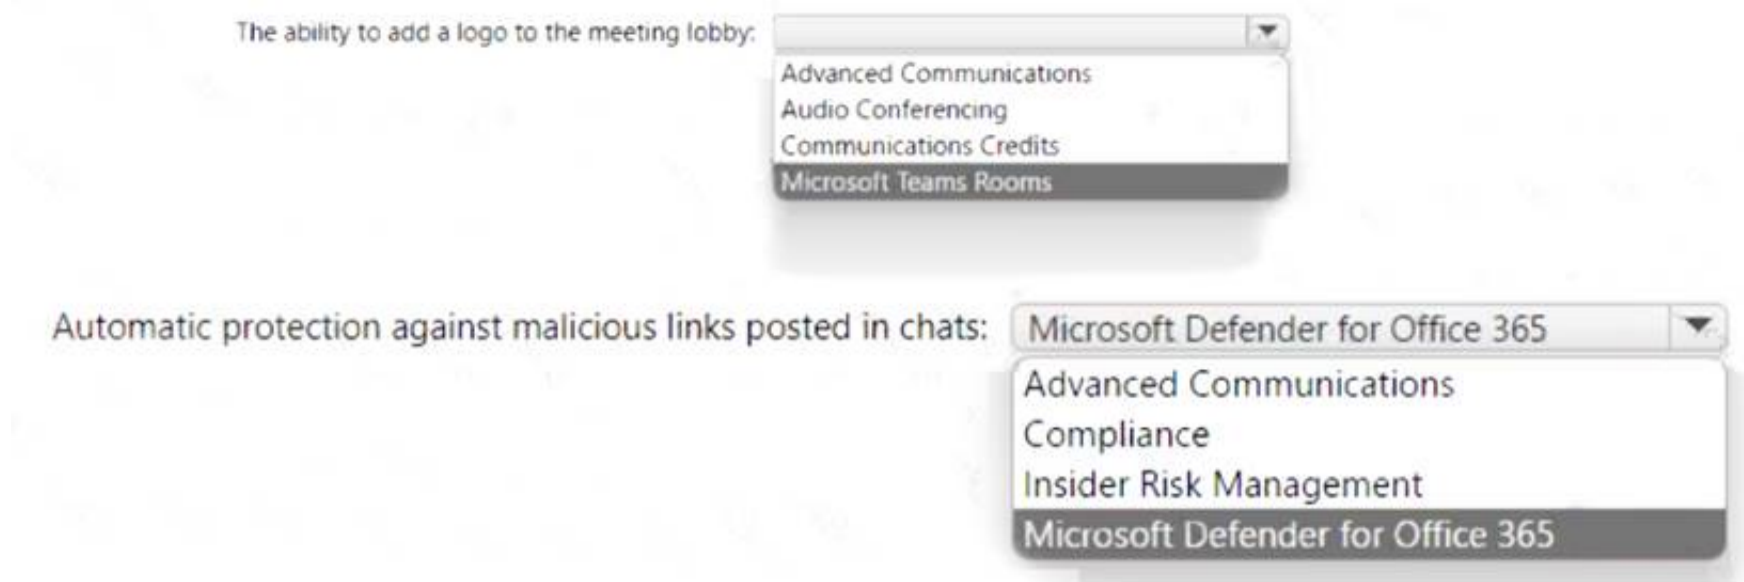 The ability to add a logo to the meeting lobby:
Advanced Communications
Audio Conferencing
Communications Credits
Microsoft Teams Rooms
Automatic protection against malicious links posted in chats: Microsoft Defender for Office 365
Advanced Communications
Compliance
Insider Risk Management
Microsoft Defender for Office 365